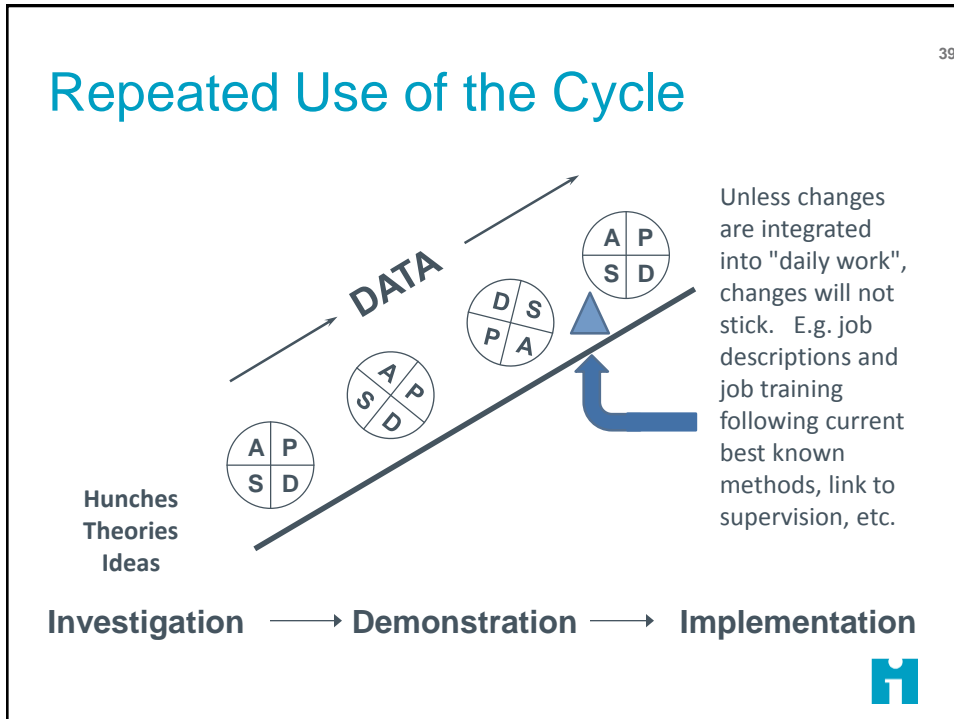 39
Repeated Use of the Cycle
DATA
A P
S D
A P
S D
D S
P A
A P
S D
Hunches
Theories
Ideas
Unless changes
are integrated
into "daily work",
changes will not
stick. E.g. job
descriptions and
job training
following current
best known
methods, link to
supervision, etc.
Investigation Demonstration Implementation